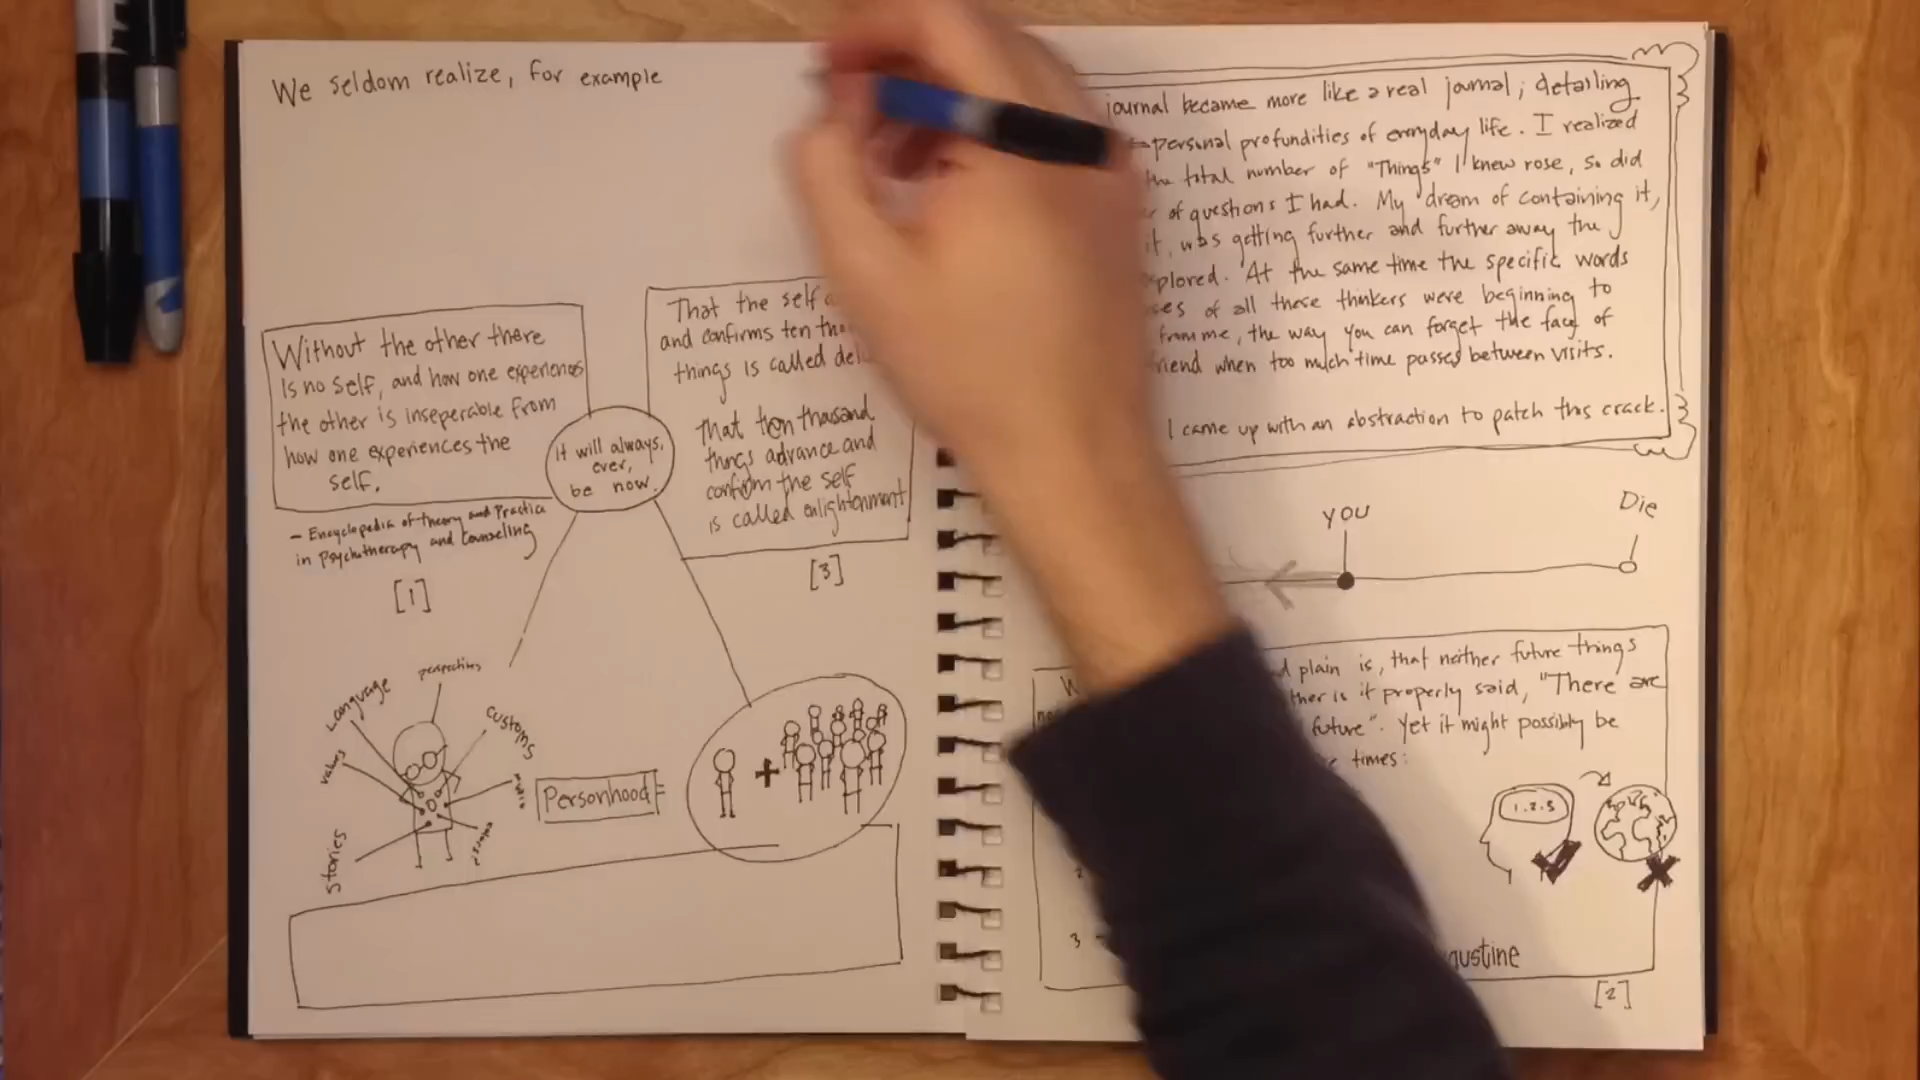 We seldom realize, for example
Without the other there
Is no self, and how one experiences
the other is inseperable from
how one experiences the
self.
– Encyclopedia of theory and Practice
in Psychotherapy and Counseling
[1]
It will always,
ever,
be now.
That the self
and confirms ten
things is called
That ten thousand
things advance and
confirm the self
is called enlightenment
[3]
perspectives
Language
customs
values
stories
Personhood =
+
journal became more like a real journal; detailing
personal profundities of everyday life. I realized
the total number of "Things" I knew rose, so did
of questions I had. My dream of containing it,
it, was getting further and further away the
plored. At the same time the specific words
of all these thinkers were beginning to
from me, the way you can forget the face of
friend when too much time passes between visits.
I came up with an abstraction to patch this crack.
you
Die
plain is, that neither future things
is it properly said, "There are
future". Yet it might possibly be
times:
1.2.3
2
3
gustine
[2]